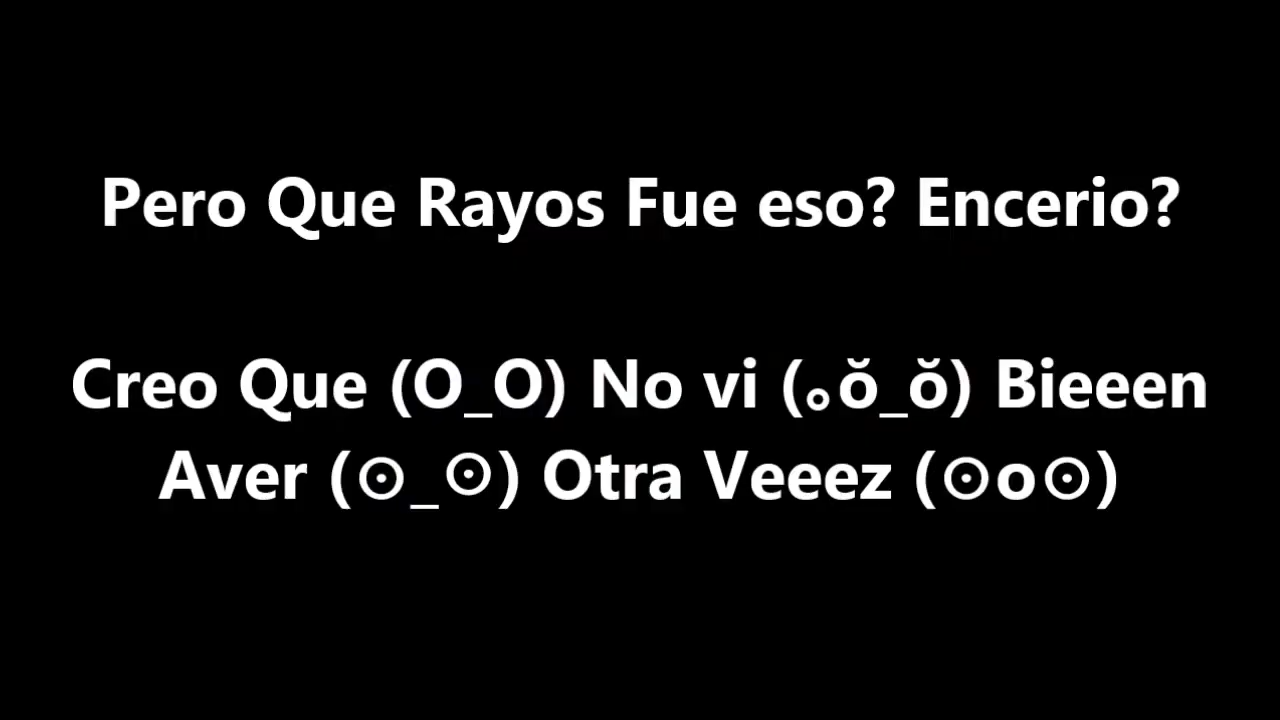 Pero Que Rayos Fue eso? Encerio?
Creo Que (O_O) No vi (｡ŏ_ŏ) Bieeen
Aver (⊙_☉) Otra Veeez (⊙o⊙)